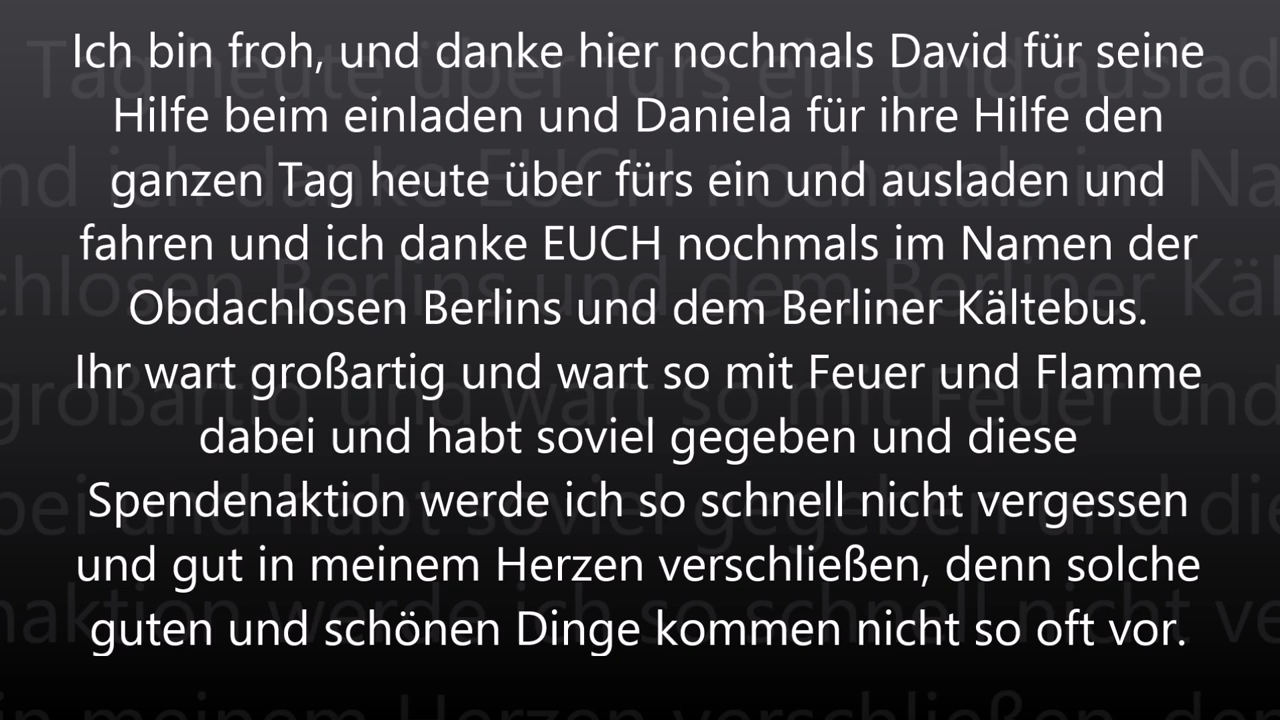 Ich bin froh, und danke hier nochmals David für seine
Hilfe beim einladen und Daniela für ihre Hilfe den
ganzen Tag heute über fürs ein und ausladen und
fahren und ich danke EUCH nochmals im Namen der
Obdachlosen Berlins und dem Berliner Kältebus.
Ihr wart großartig und wart so mit Feuer und Flamme
dabei und habt soviel gegeben und diese
Spendenaktion werde ich so schnell nicht vergessen
und gut in meinem Herzen verschließen, denn solche
guten und schönen Dinge kommen nicht so oft vor.